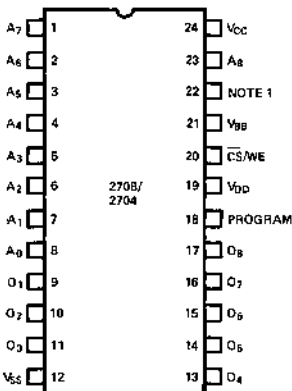 A7 1 24 VCC
A6 2 23 A8
A5 3 22 NOTE 1
A4 4 21 VBB
A3 5 20 CS/WE
A2 6 2708/ 19 VDD
2704
A1 7 18 PROGRAM
A0 8 17 O8
O1 9 16 O7
O2 10 15 O6
O3 11 14 O5
VSS 12 13 O4